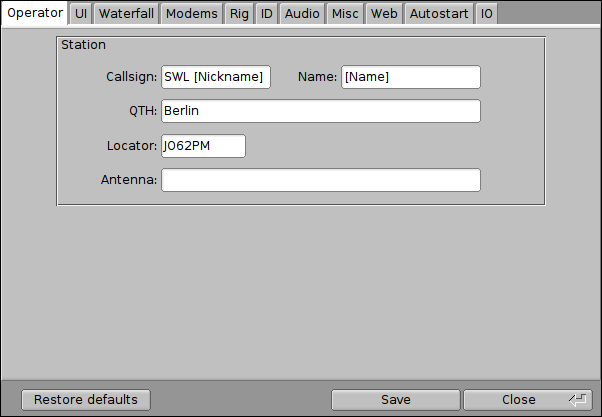 Operator UI Waterfall Modems Rig ID Audio Misc Web Autostart IO
Station
Callsign: SWL [Nickname] Name: [Name]
QTH: Berlin
Locator: JO62PM
Antenna:
Restore defaults Save Close